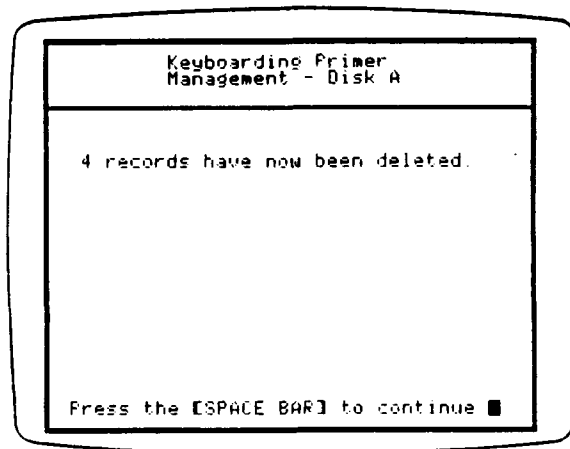 Keyboarding Primer
Management - Disk A
4 records have now been deleted.
Press the [SPACE BAR] to continue